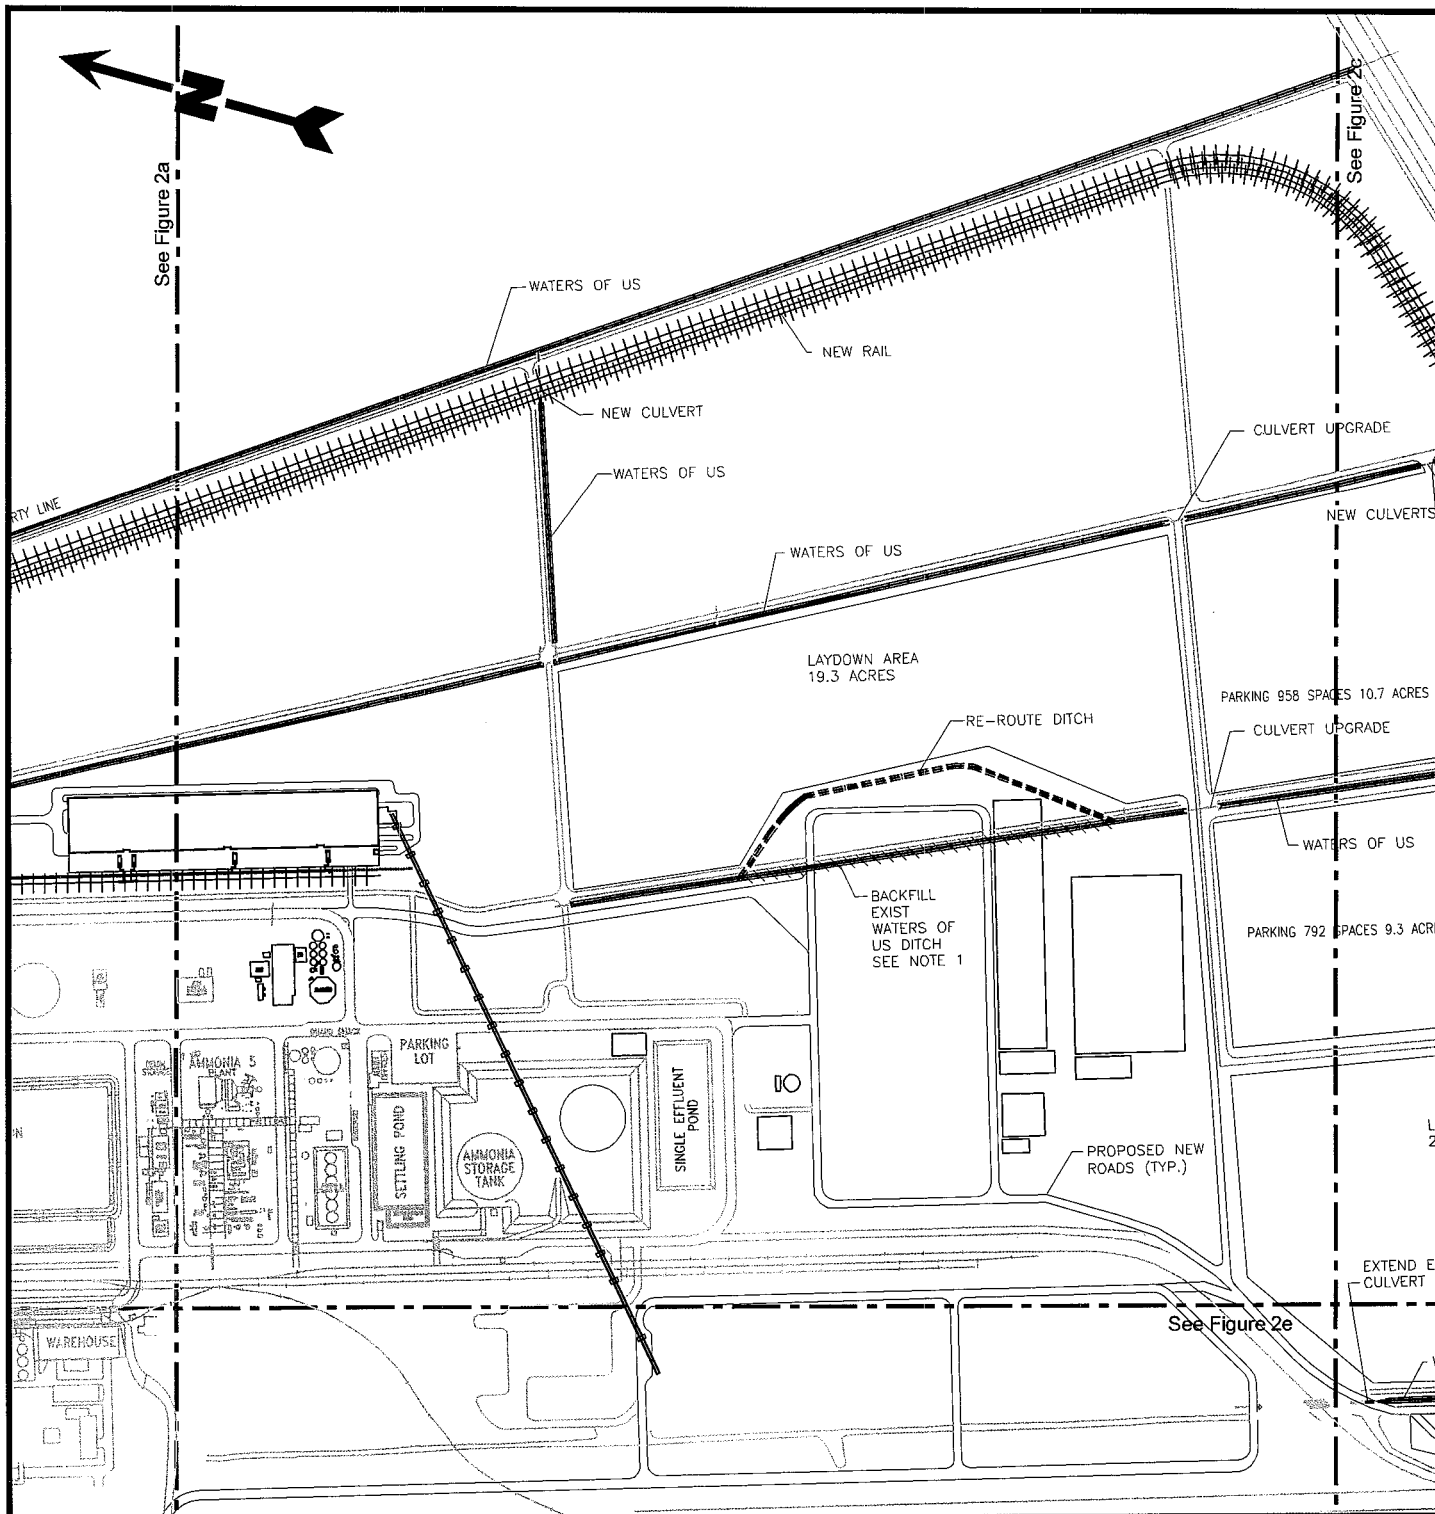 N
See Figure 2a
See Figure 2c
WATERS OF US
NEW RAIL
NEW CULVERT
WATERS OF US
CULVERT UPGRADE
RTY LINE
NEW CULVERTS
WATERS OF US
LAYDOWN AREA
19.3 ACRES
PARKING 958 SPACES 10.7 ACRES
RE-ROUTE DITCH
CULVERT UPGRADE
WATERS OF US
BACKFILL
EXIST
WATERS OF
US DITCH
SEE NOTE 1
PARKING 792 SPACES 9.3 ACR
PARKING
LOT
AMMONIA 5
PLANT
SETTLING POND
AMMONIA
STORAGE
TANK
SINGLE EFFLUENT
POND
PROPOSED NEW
ROADS (TYP.)
L
2
EXTEND E
CULVERT
See Figure 2e
WAREHOUSE